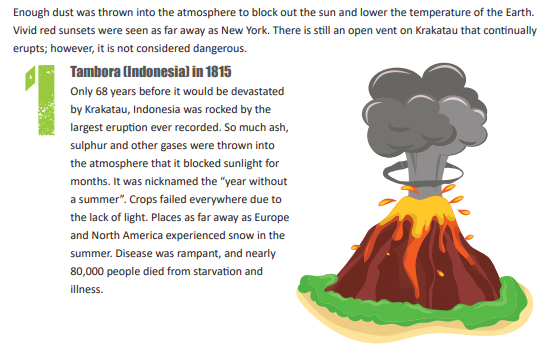 Enough dust was thrown into the atmosphere to block out the sun and lower the temperature of the Earth.
Vivid red sunsets were seen as far away as New York. There is still an open vent on Krakatau that continually
erupts; however, it is not considered dangerous.
1
Tambora (Indonesia) in 1815
Only 68 years before it would be devastated
by Krakatau, Indonesia was rocked by the
largest eruption ever recorded. So much ash,
sulphur and other gases were thrown into
the atmosphere that it blocked sunlight for
months. It was nicknamed the “year without
a summer”. Crops failed everywhere due to
the lack of light. Places as far away as Europe
and North America experienced snow in the
summer. Disease was rampant, and nearly
80,000 people died from starvation and
illness.